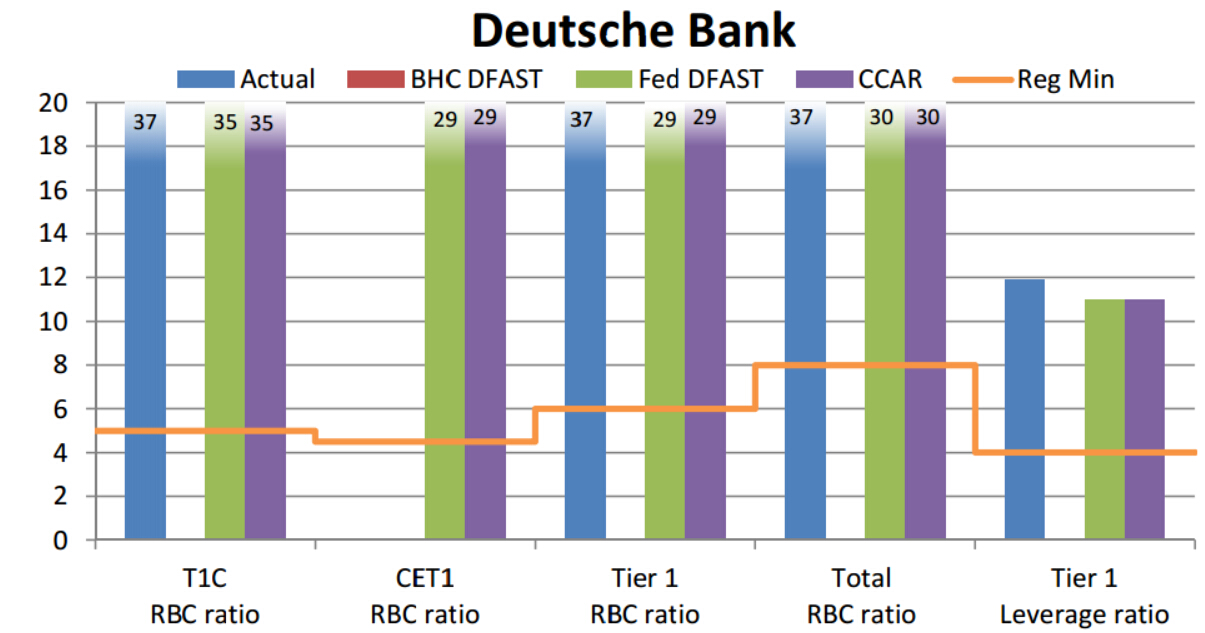 Deutsche Bank
Actual BHC DFAST Fed DFAST CCAR Reg Min
20
18
16
14
12
10
8
6
4
2
0
37 35 35 29 29 37 29 29 37 30 30
T1C CET1 Tier 1 Total Tier 1
RBC ratio RBC ratio RBC ratio RBC ratio Leverage ratio